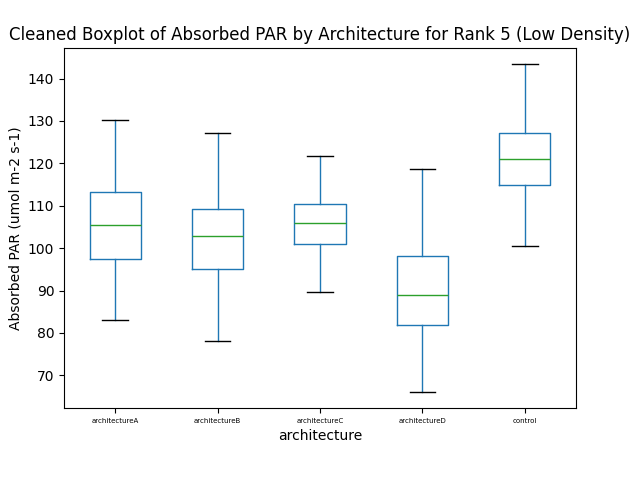 Cleaned Boxplot of Absorbed PAR by Architecture for Rank 5 (Low Density)
Absorbed PAR (umol m-2 s-1)
140
130
120
110
100
90
80
70
architectureA architectureB architectureC architectureD control
architecture